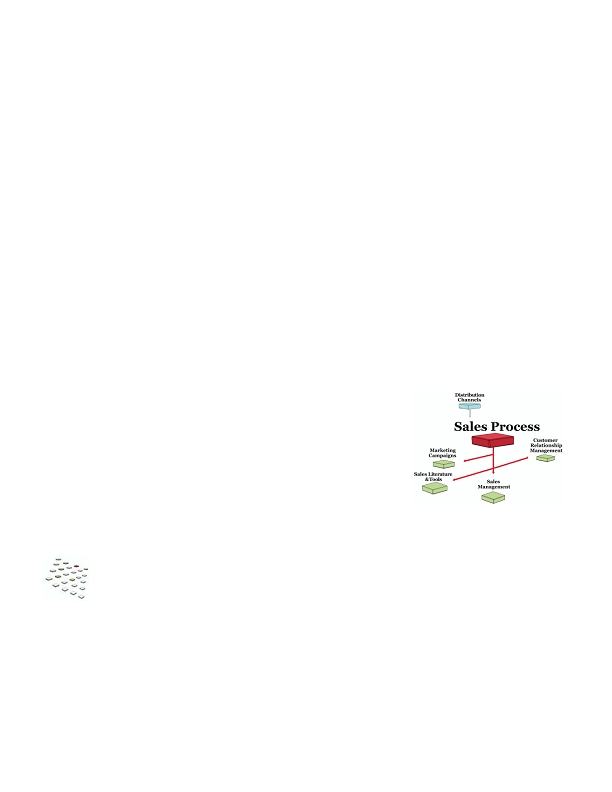 Distribution
Channels
Sales Process
Customer
Relationship
Management
Marketing
Campaigns
Sales Literature
&Tools
Sales
Management